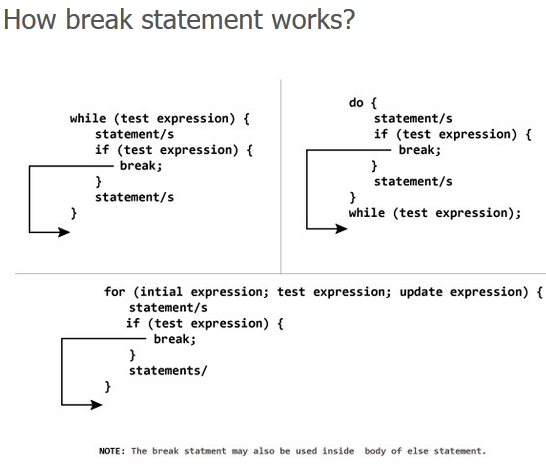 How break statement works?
while (test expression) {
statement/s
if (test expression) {
break;
}
statement/s
}
do {
statement/s
if (test expression) {
break;
}
statement/s
}
while (test expression);
for (intial expression; test expression; update expression) {
statement/s
if (test expression) {
break;
}
statements/
}
NOTE: The break statment may also be used inside body of else statement.